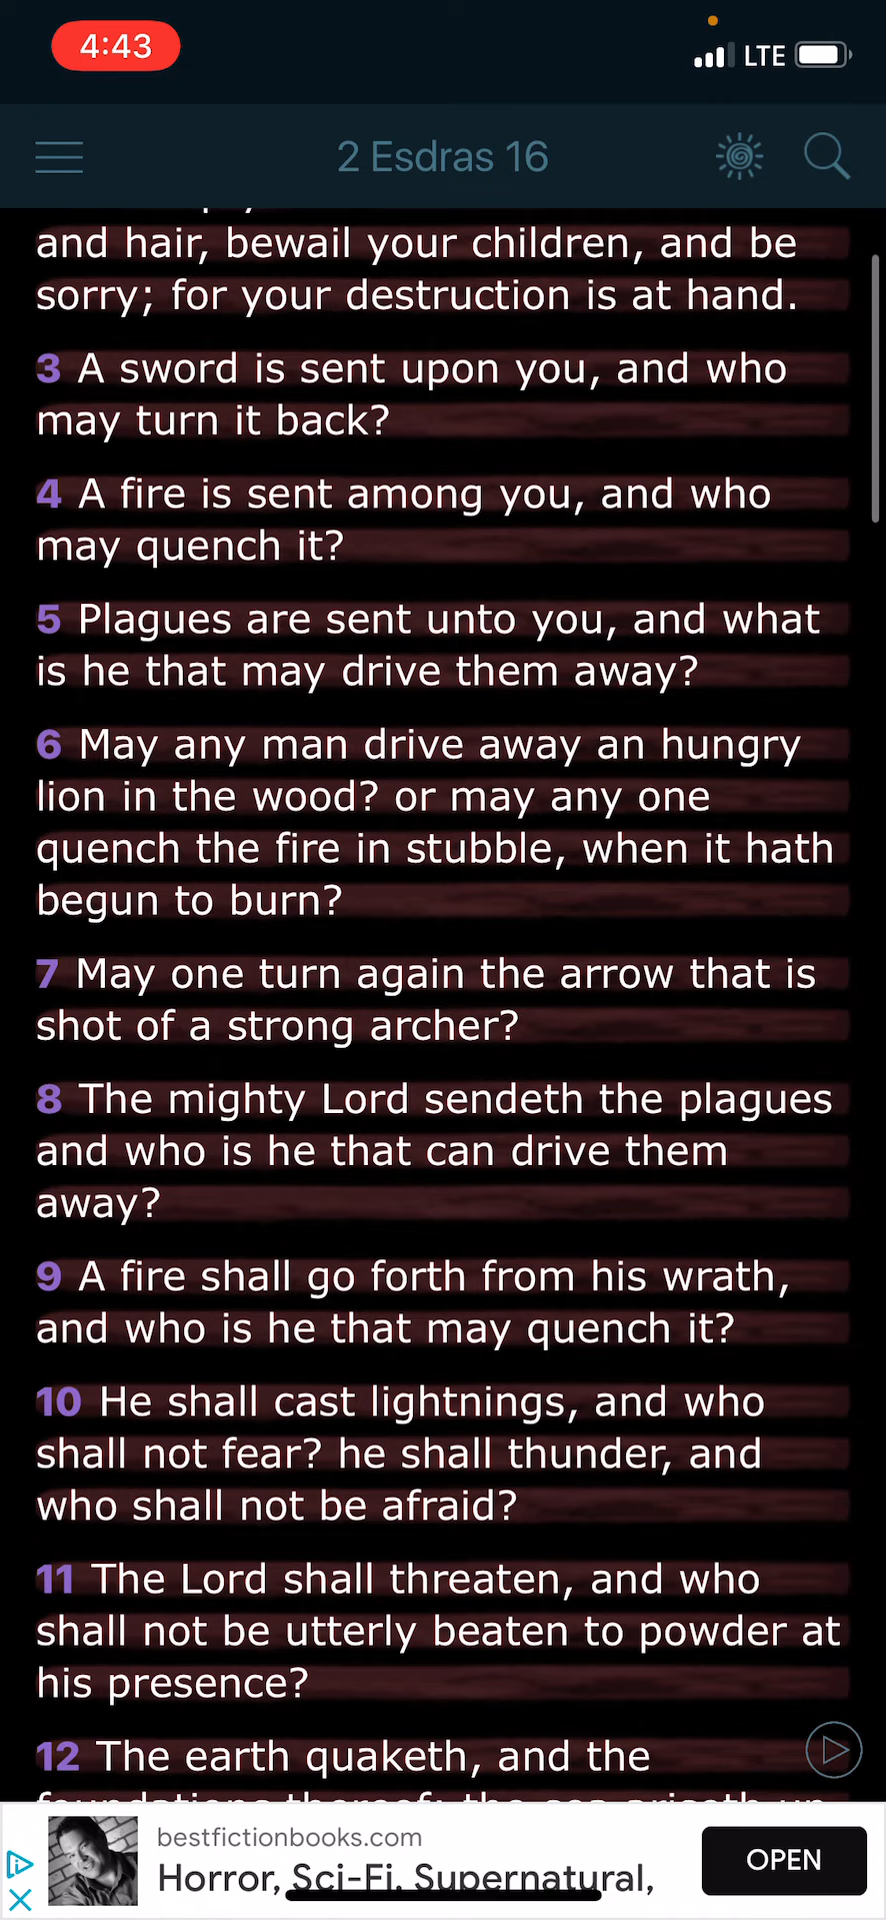 4:43
LTE
2 Esdras 16
and hair, bewail your children, and be
sorry; for your destruction is at hand.
3 A sword is sent upon you, and who
may turn it back?
4 A fire is sent among you, and who
may quench it?
5 Plagues are sent unto you, and what
is he that may drive them away?
6 May any man drive away an hungry
lion in the wood? or may any one
quench the fire in stubble, when it hath
begun to burn?
7 May one turn again the arrow that is
shot of a strong archer?
8 The mighty Lord sendeth the plagues
and who is he that can drive them
away?
9 A fire shall go forth from his wrath,
and who is he that may quench it?
10 He shall cast lightnings, and who
shall not fear? he shall thunder, and
who shall not be afraid?
11 The Lord shall threaten, and who
shall not be utterly beaten to powder at
his presence?
12 The earth quaketh, and the
foundations thereof; the sea ariseth up
bestfictionbooks.com
Horror, Sci-Fi, Supernatural,
OPEN